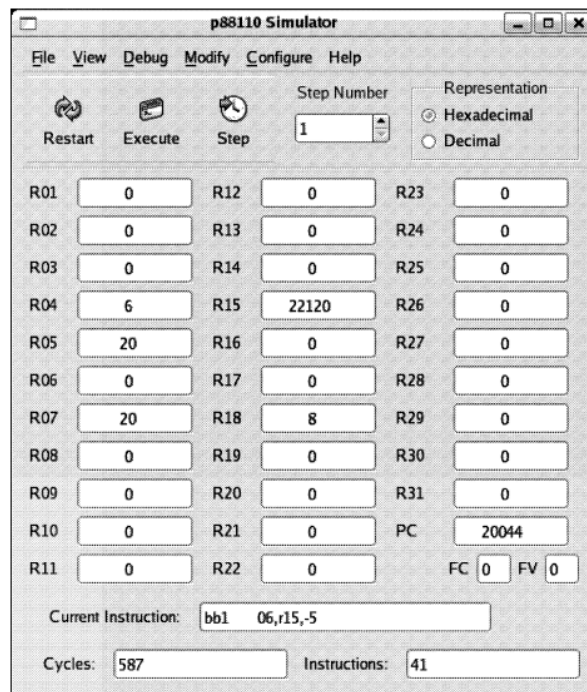 p88110 Simulator
File View Debug Modify Configure Help
Restart Execute Step
Step Number
1
Representation
Hexadecimal
Decimal
R01 0 R12 0 R23 0
R02 0 R13 0 R24 0
R03 0 R14 0 R25 0
R04 6 R15 22120 R26 0
R05 20 R16 0 R27 0
R06 0 R17 0 R28 0
R07 20 R18 8 R29 0
R08 0 R19 0 R30 0
R09 0 R20 0 R31 0
R10 0 R21 0 PC 20044
R11 0 R22 0 FC 0 FV 0
Current Instruction: bb1 06,r15,-5
Cycles: 587 Instructions: 41